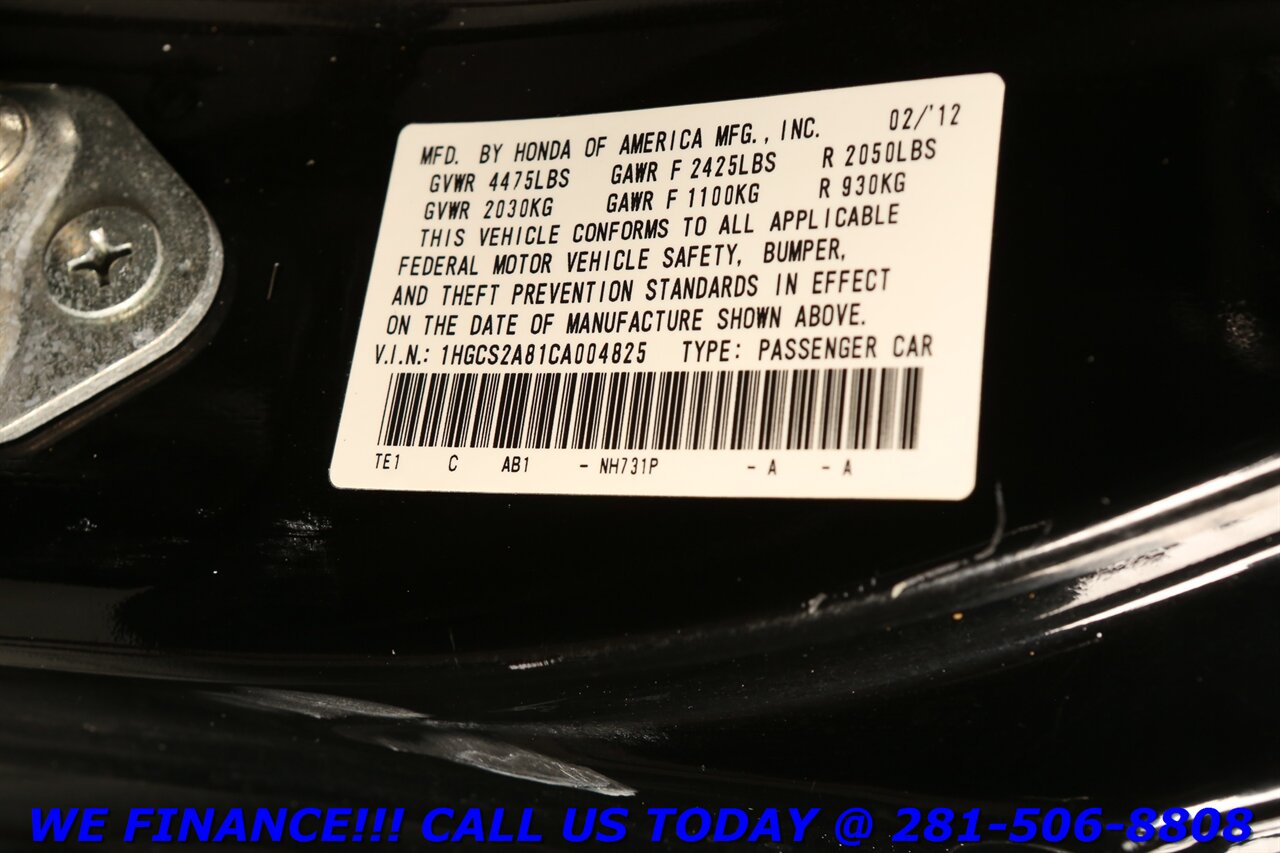 MFD. BY HONDA OF AMERICA MFG., INC. 02/'12
GVWR 4475LBS GAWR F 2425LBS R 2050LBS
GVWR 2030KG GAWR F 1100KG R 930KG
THIS VEHICLE CONFORMS TO ALL APPLICABLE
FEDERAL MOTOR VEHICLE SAFETY, BUMPER,
AND THEFT PREVENTION STANDARDS IN EFFECT
ON THE DATE OF MANUFACTURE SHOWN ABOVE.
V.I.N.: 1HGCS2A81CA004825 TYPE: PASSENGER CAR
TE1 C AB1 - NH731P - A - A
WE FINANCE!!! CALL US TODAY @ 281-506-8808